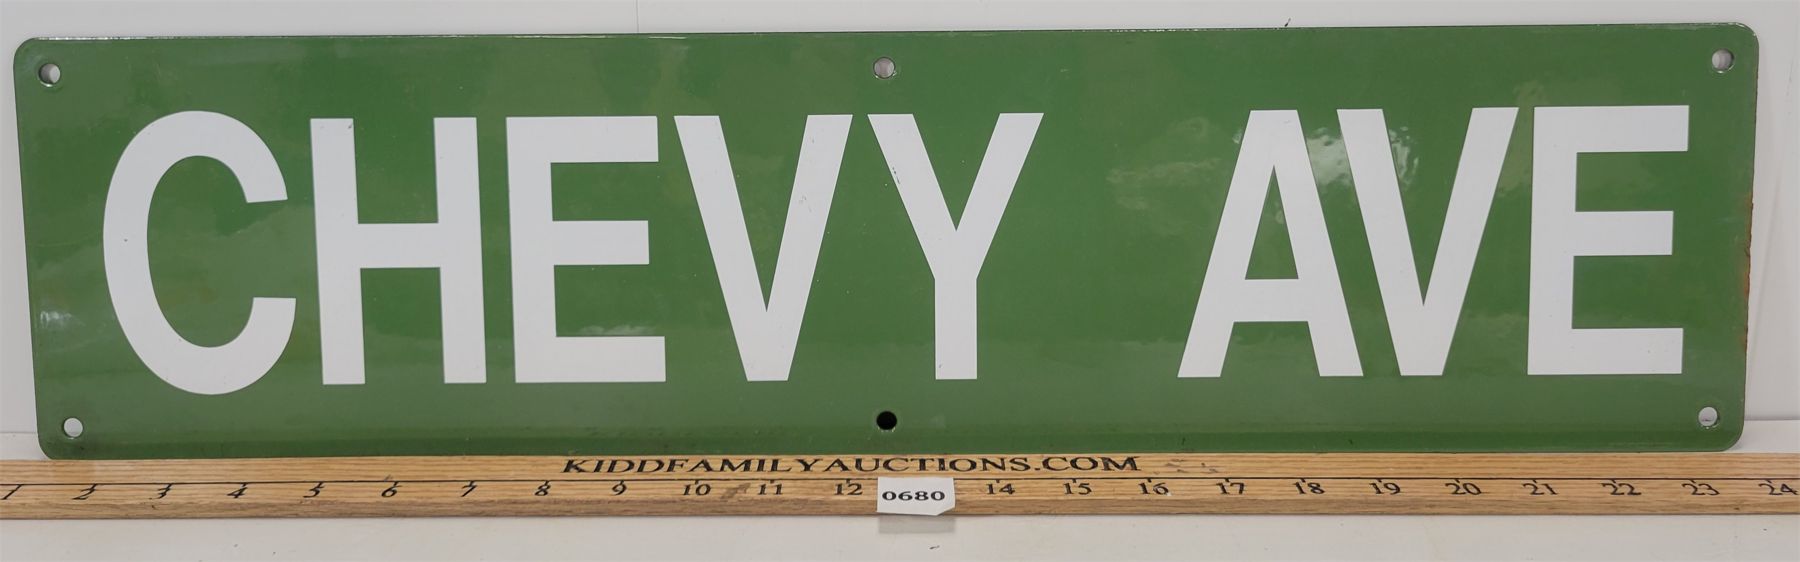 CHEVY AVE
KIDDFAMILYAUCTIONS.COM
1 2 3 4 5 6 7 8 9 10 11 12 0680 14 15 16 17 18 19 20 21 22 23 24